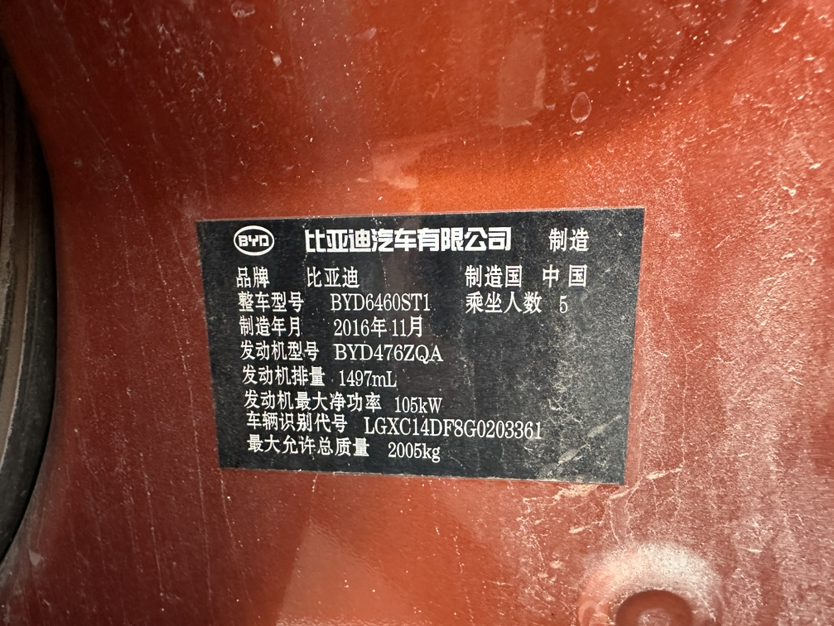 BYD 比亚迪汽车有限公司 制造
品牌 比亚迪 制造国 中国
整车型号 BYD6460ST1 乘坐人数 5
制造年月 2016年11月
发动机型号 BYD476ZQA
发动机排量 1497mL
发动机最大净功率 105kW
车辆识别代号 LGXC14DF8G0203361
最大允许总质量 2005kg